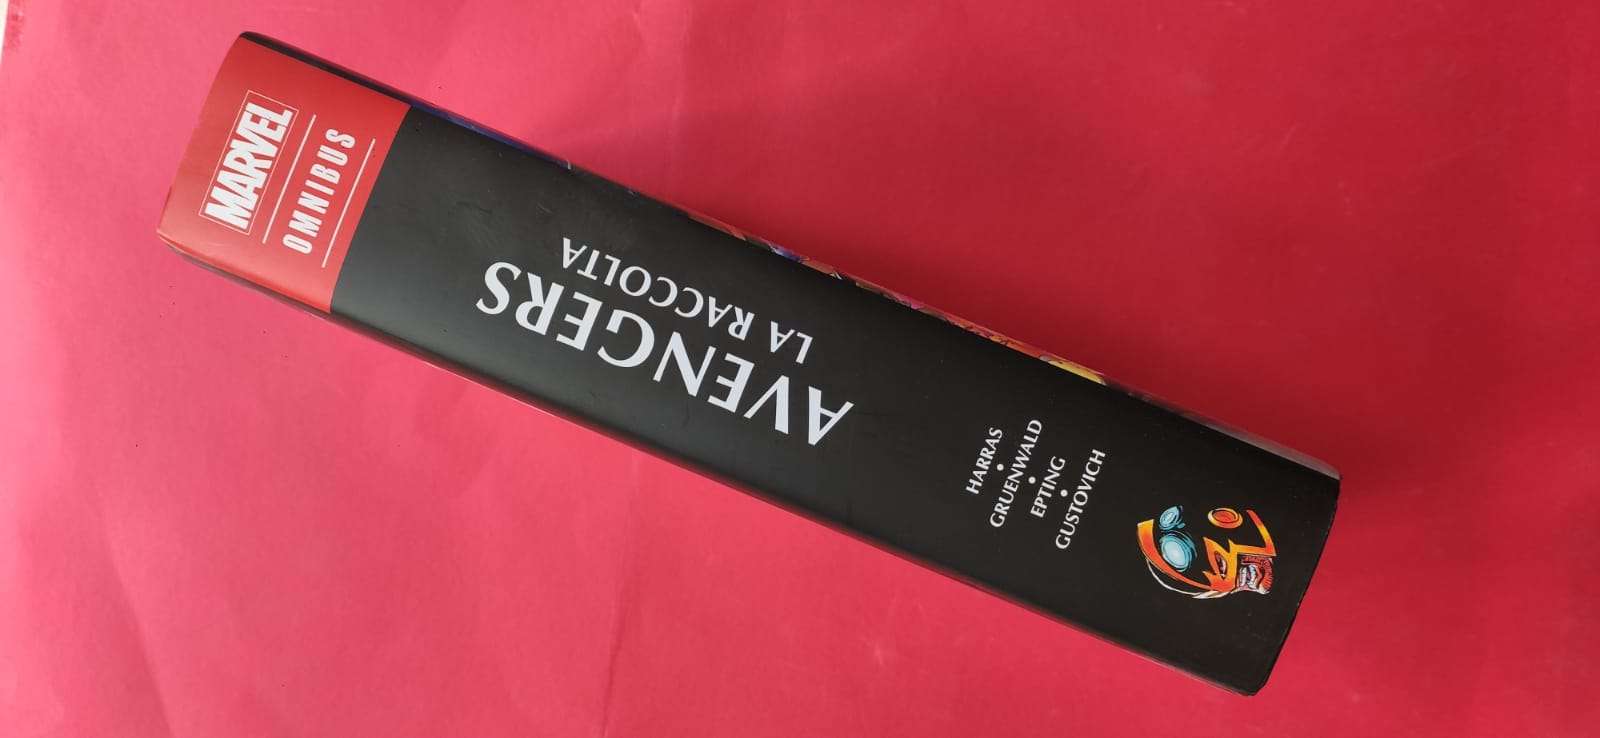 MARVEL
OMNIBUS
AVENGERS
LA RACCOLTA
HARRAS
•
GRUENWALD
•
EPTING
•
GUSTOVICH